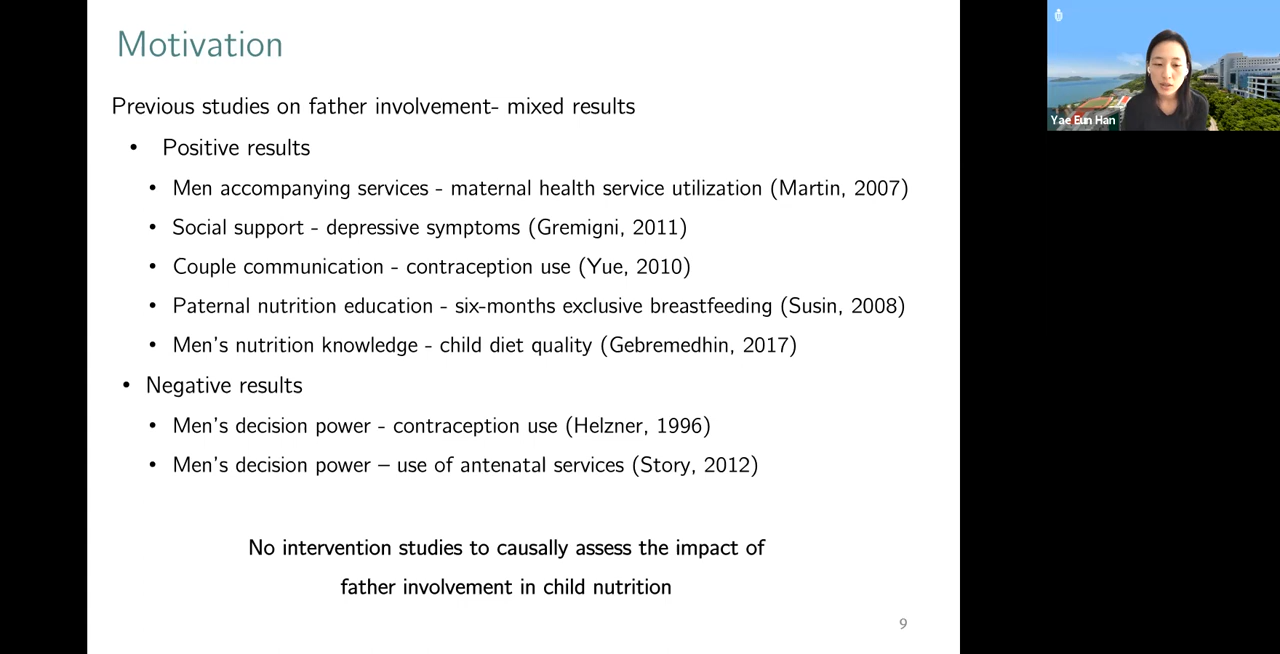 Motivation
Previous studies on father involvement- mixed results
• Positive results
• Men accompanying services - maternal health service utilization (Martin, 2007)
• Social support - depressive symptoms (Gremigni, 2011)
• Couple communication - contraception use (Yue, 2010)
• Paternal nutrition education - six-months exclusive breastfeeding (Susin, 2008)
• Men's nutrition knowledge - child diet quality (Gebremedhin, 2017)
• Negative results
• Men's decision power - contraception use (Helzner, 1996)
• Men's decision power – use of antenatal services (Story, 2012)
No intervention studies to causally assess the impact of
father involvement in child nutrition
9
Yae Eun Han